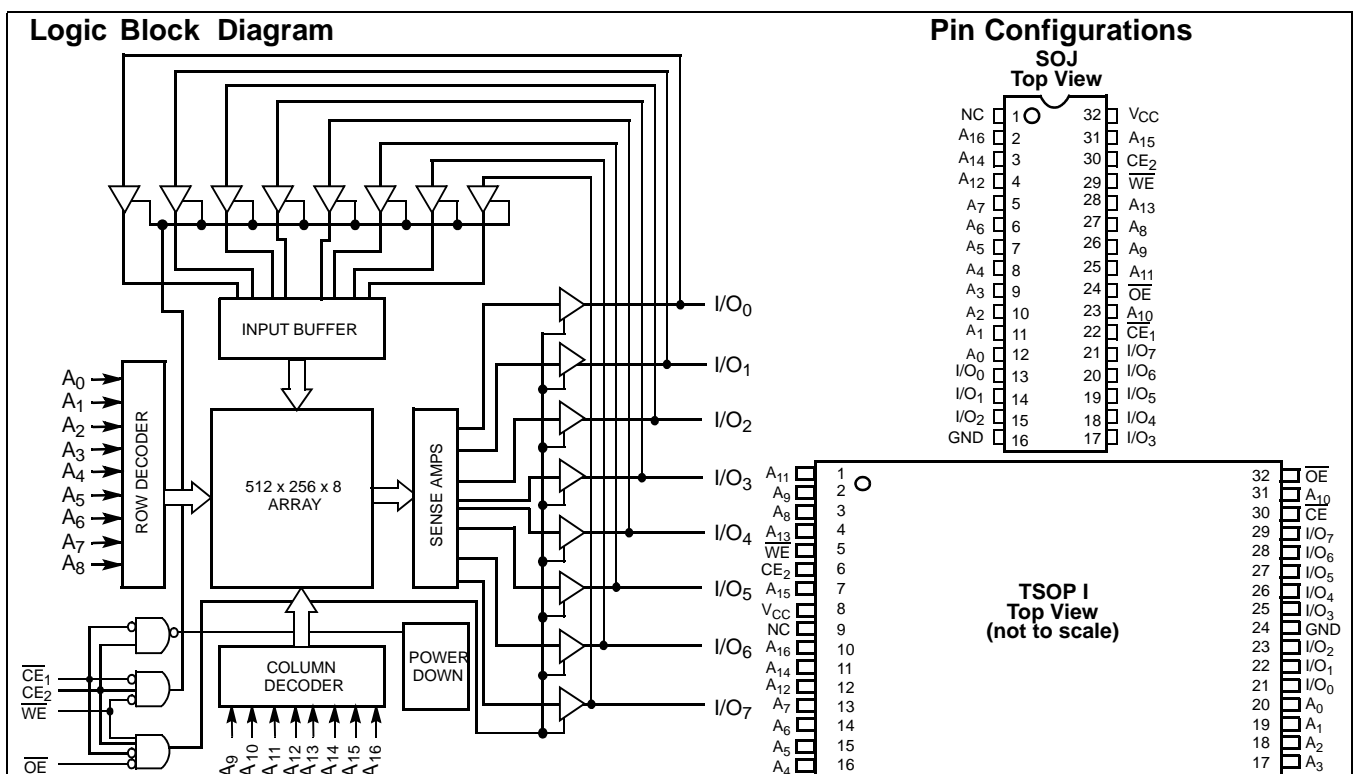 Logic Block Diagram
INPUT BUFFER
A0
A1
A2
A3
A4
A5
A6
A7
A8
ROW DECODER
512 x 256 x 8
ARRAY
SENSE AMPS
COLUMN
DECODER
POWER
DOWN
C̅E̅1
CE2
W̅E̅
O̅E̅
A9
A10
A11
A12
A13
A14
A15
A16
I/O0
I/O1
I/O2
I/O3
I/O4
I/O5
I/O6
I/O7
Pin Configurations
SOJ
Top View
NC 1 32 VCC
A16 2 31 A15
A14 3 30 CE2
A12 4 29 W̅E̅
A7 5 28 A13
A6 6 27 A8
A5 7 26 A9
A4 8 25 A11
A3 9 24 O̅E̅
A2 10 23 A10
A1 11 22 C̅E̅1
A0 12 21 I/O7
I/O0 13 20 I/O6
I/O1 14 19 I/O5
I/O2 15 18 I/O4
GND 16 17 I/O3
TSOP I
Top View
(not to scale)
A11 1 32 O̅E̅
A9 2 31 A10
A8 3 30 C̅E̅
A13 4 29 I/O7
W̅E̅ 5 28 I/O6
CE2 6 27 I/O5
A15 7 26 I/O4
VCC 8 25 I/O3
NC 9 24 GND
A16 10 23 I/O2
A14 11 22 I/O1
A12 12 21 I/O0
A7 13 20 A0
A6 14 19 A1
A5 15 18 A2
A4 16 17 A3